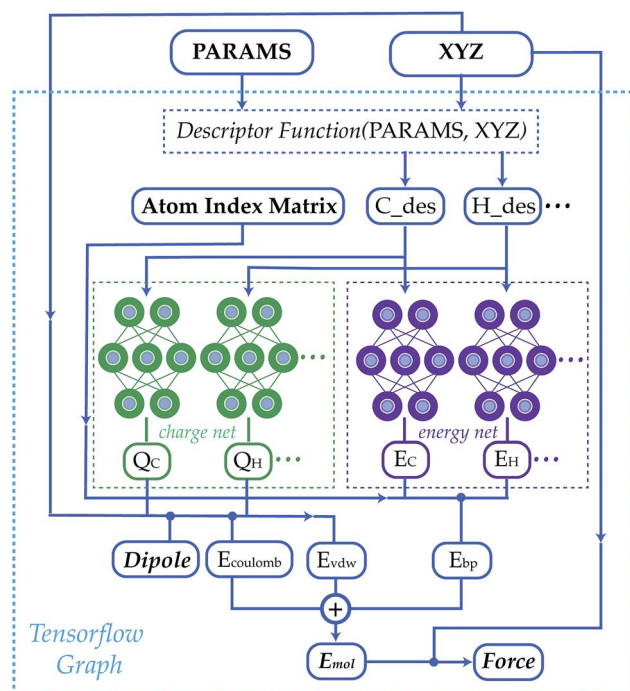 PARAMS
XYZ
Descriptor Function(PARAMS, XYZ)
Atom Index Matrix
C_des
H_des
...
...
...
charge net
energy net
QC
QH
...
EC
EH
...
Dipole
Ecoulomb
Evdw
Ebp
+
Tensorflow
Graph
Emol
Force